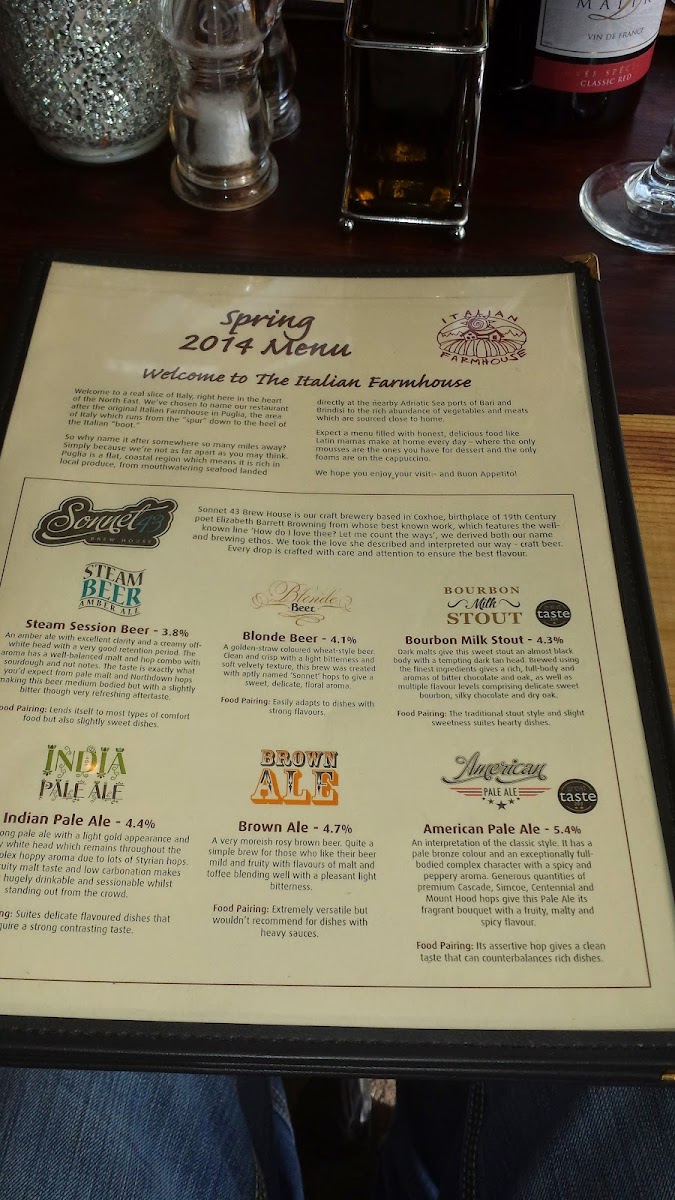 MALPÈ
VIN DE FRANCE
CLASSIC RED
Spring
2014 Menu
ITALIAN
FARMHOUSE
Welcome to The Italian Farmhouse
Welcome to a real slice of Italy, right here in the heart
of the North East. We've chosen to name our restaurant
after the original Italian Farmhouse in Puglia, the area
of Italy which runs from the "spur" down to the heel of
the Italian "boot."
So why name it after somewhere so many miles away?
Simply because we're not as far apart as you may think.
Puglia is a flat, coastal region which means it is rich in
local produce, from mouthwatering seafood landed
directly at the nearby Adriatic Sea ports of Bari and
Brindisi to the rich abundance of vegetables and meats
which are sourced close to home.
Expect a menu filled with honest, delicious food like
Latin mamas make at home every day – where the only
mousses are the ones you have for dessert and the only
foams are on the cappuccino.
We hope you enjoy your visit:- and Buon Appetito!
Sonnet 43
BREW HOUSE
Sonnet 43 Brew House is our craft brewery based in Coxhoe, birthplace of 19th Century
poet Elizabeth Barrett Browning from whose best known work, which features the well-
known line 'How do I love thee? Let me count the ways', we derived both our name
and brewing ethos. We took the love she described and interpreted our way - craft beer.
Every drop is crafted with care and attention to ensure the best flavour.
STEAM
BEER
AMBER ALE
Steam Session Beer - 3.8%
An amber ale with excellent clarity and a creamy off-
white head with a very good retention period. The
aroma has a well-balanced malt and hop combo with
sourdough and nut notes. The taste is exactly what
you'd expect from pale malt and Northdown hops
making this beer medium bodied but with a slightly
bitter though very refreshing aftertaste.
ood Pairing: Lends itself to most types of comfort
food but also slightly sweet dishes.
Blonde
Beer
Blonde Beer - 4.1%
A golden-straw coloured wheat-style beer.
Clean and crisp with a light bitterness and
soft velvety texture, this brew was created
with aptly named 'Sonnet' hops to give a
sweet, delicate, floral aroma.
Food Pairing: Easily adapts to dishes with
strong flavours.
BOURBON
Milk
STOUT
taste
Bourbon Milk Stout - 4.3%
Dark malts give this sweet stout an almost black
body with a tempting dark tan head. Brewed using
the finest ingredients gives a rich, full-body and
aromas of bitter chocolate and oak, as well as
multiple flavour levels comprising delicate sweet
bourbon, silky chocolate and dry oak.
Food Pairing: The traditional stout style and slight
sweetness suites hearty dishes.
INDIA
PALE ALE
Indian Pale Ale - 4.4%
ong pale ale with a light gold appearance and
y white head which remains throughout the
plex hoppy aroma due to lots of Styrian hops.
ruity malt taste and low carbonation makes
hugely drinkable and sessionable whilst
standing out from the crowd.
ng: Suites delicate flavoured dishes that
quire a strong contrasting taste.
BROWN
ALE
Brown Ale - 4.7%
A very moreish rosy brown beer. Quite a
simple brew for those who like their beer
mild and fruity with flavours of malt and
toffee blending well with a pleasant light
bitterness.
Food Pairing: Extremely versatile but
wouldn't recommend for dishes with
heavy sauces.
American
PALE ALE
taste
American Pale Ale - 5.4%
An interpretation of the classic style. It has a
pale bronze colour and an exceptionally full-
bodied complex character with a spicy and
peppery aroma. Generous quantities of
premium Cascade, Simcoe, Centennial and
Mount Hood hops give this Pale Ale its
fragrant bouquet with a fruity, malty and
spicy flavour.
Food Pairing: Its assertive hop gives a clean
taste that can counterbalances rich dishes.